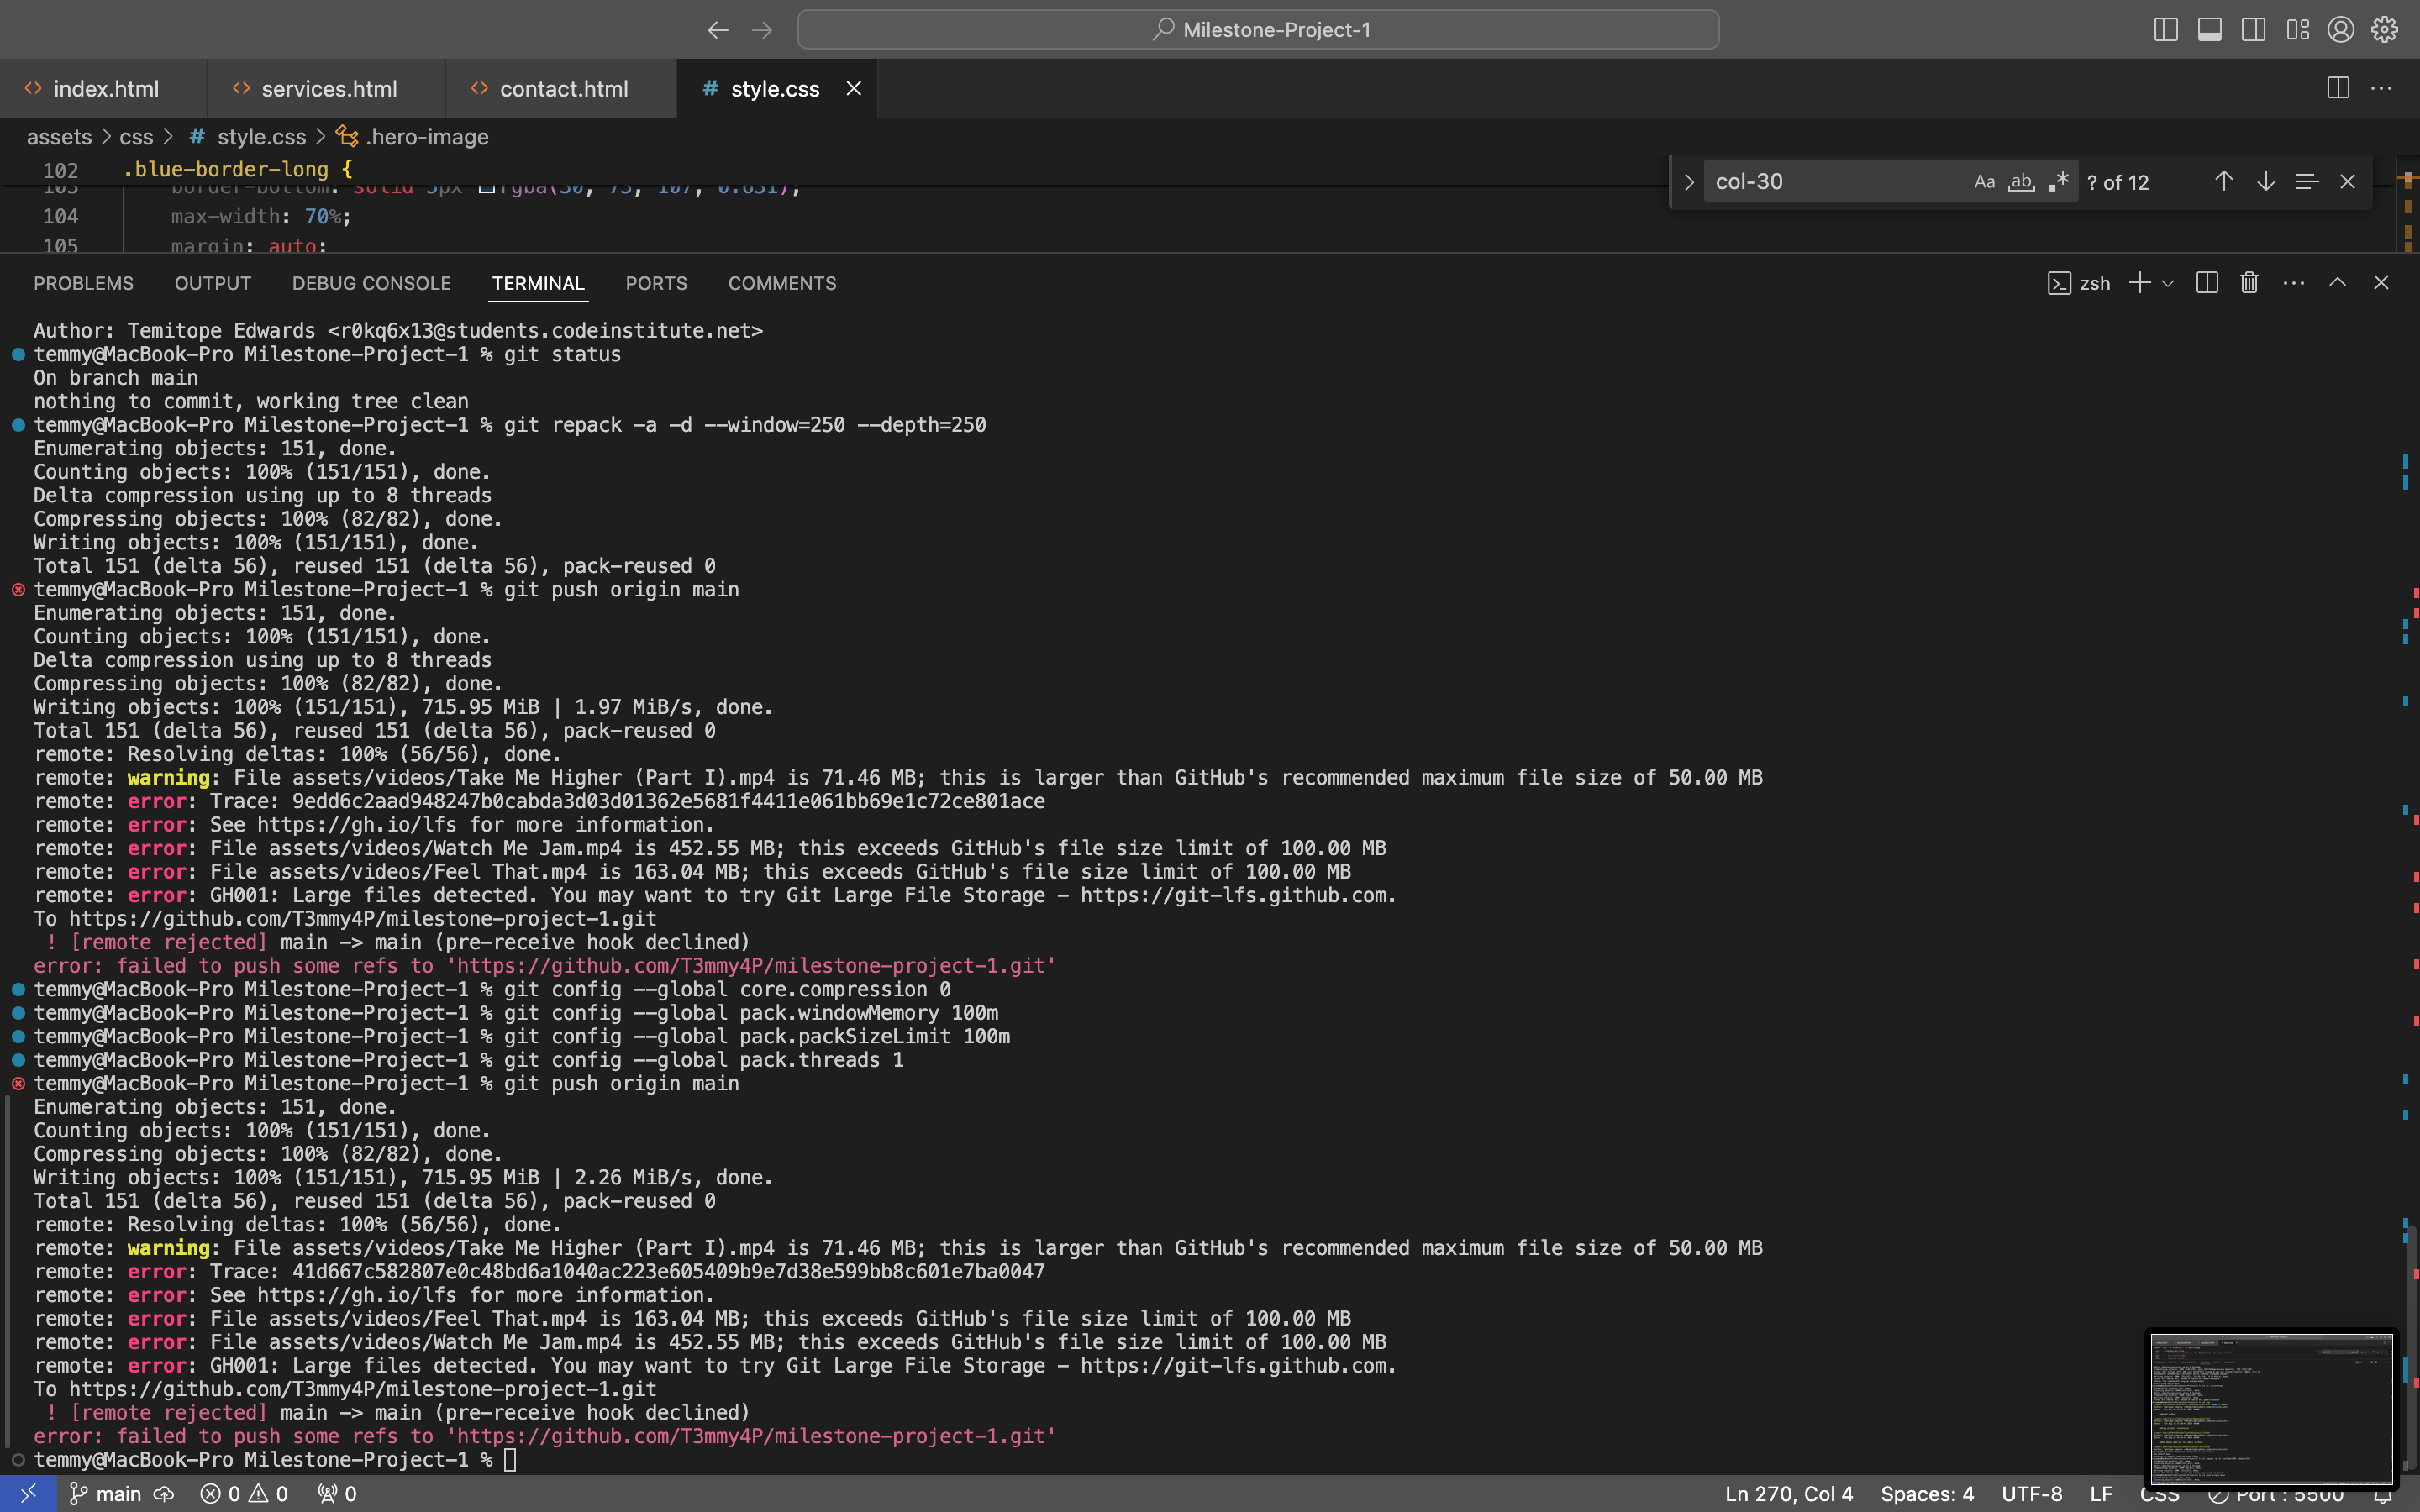 Milestone-Project-1
index.html
services.html
contact.html
# style.css
assets > css > # style.css > .hero-image
102 .blue-border-long {
103 border-bottom: solid 5px rgba(30, 73, 107, 0.631);
104 max-width: 70%;
105 margin: auto;
col-30 Aa ab .* ? of 12
PROBLEMS OUTPUT DEBUG CONSOLE TERMINAL PORTS COMMENTS
zsh
Author: Temitope Edwards <r0kq6x13@students.codeinstitute.net>
temmy@MacBook-Pro Milestone-Project-1 % git status
On branch main
nothing to commit, working tree clean
temmy@MacBook-Pro Milestone-Project-1 % git repack -a -d --window=250 --depth=250
Enumerating objects: 151, done.
Counting objects: 100% (151/151), done.
Delta compression using up to 8 threads
Compressing objects: 100% (82/82), done.
Writing objects: 100% (151/151), done.
Total 151 (delta 56), reused 151 (delta 56), pack-reused 0
temmy@MacBook-Pro Milestone-Project-1 % git push origin main
Enumerating objects: 151, done.
Counting objects: 100% (151/151), done.
Delta compression using up to 8 threads
Compressing objects: 100% (82/82), done.
Writing objects: 100% (151/151), 715.95 MiB | 1.97 MiB/s, done.
Total 151 (delta 56), reused 151 (delta 56), pack-reused 0
remote: Resolving deltas: 100% (56/56), done.
remote: warning: File assets/videos/Take Me Higher (Part I).mp4 is 71.46 MB; this is larger than GitHub's recommended maximum file size of 50.00 MB
remote: error: Trace: 9edd6c2aad948247b0cabda3d03d01362e5681f4411e061bb69e1c72ce801ace
remote: error: See https://gh.io/lfs for more information.
remote: error: File assets/videos/Watch Me Jam.mp4 is 452.55 MB; this exceeds GitHub's file size limit of 100.00 MB
remote: error: File assets/videos/Feel That.mp4 is 163.04 MB; this exceeds GitHub's file size limit of 100.00 MB
remote: error: GH001: Large files detected. You may want to try Git Large File Storage - https://git-lfs.github.com.
To https://github.com/T3mmy4P/milestone-project-1.git
! [remote rejected] main -> main (pre-receive hook declined)
error: failed to push some refs to 'https://github.com/T3mmy4P/milestone-project-1.git'
temmy@MacBook-Pro Milestone-Project-1 % git config --global core.compression 0
temmy@MacBook-Pro Milestone-Project-1 % git config --global pack.windowMemory 100m
temmy@MacBook-Pro Milestone-Project-1 % git config --global pack.packSizeLimit 100m
temmy@MacBook-Pro Milestone-Project-1 % git config --global pack.threads 1
temmy@MacBook-Pro Milestone-Project-1 % git push origin main
Enumerating objects: 151, done.
Counting objects: 100% (151/151), done.
Compressing objects: 100% (82/82), done.
Writing objects: 100% (151/151), 715.95 MiB | 2.26 MiB/s, done.
Total 151 (delta 56), reused 151 (delta 56), pack-reused 0
remote: Resolving deltas: 100% (56/56), done.
remote: warning: File assets/videos/Take Me Higher (Part I).mp4 is 71.46 MB; this is larger than GitHub's recommended maximum file size of 50.00 MB
remote: error: Trace: 41d667c582807e0c48bd6a1040ac223e605409b9e7d38e599bb8c601e7ba0047
remote: error: See https://gh.io/lfs for more information.
remote: error: File assets/videos/Feel That.mp4 is 163.04 MB; this exceeds GitHub's file size limit of 100.00 MB
remote: error: File assets/videos/Watch Me Jam.mp4 is 452.55 MB; this exceeds GitHub's file size limit of 100.00 MB
remote: error: GH001: Large files detected. You may want to try Git Large File Storage - https://git-lfs.github.com.
To https://github.com/T3mmy4P/milestone-project-1.git
! [remote rejected] main -> main (pre-receive hook declined)
error: failed to push some refs to 'https://github.com/T3mmy4P/milestone-project-1.git'
temmy@MacBook-Pro Milestone-Project-1 %
main 0 0 0 Ln 270, Col 4 Spaces: 4 UTF-8 LF CSS Port : 5500